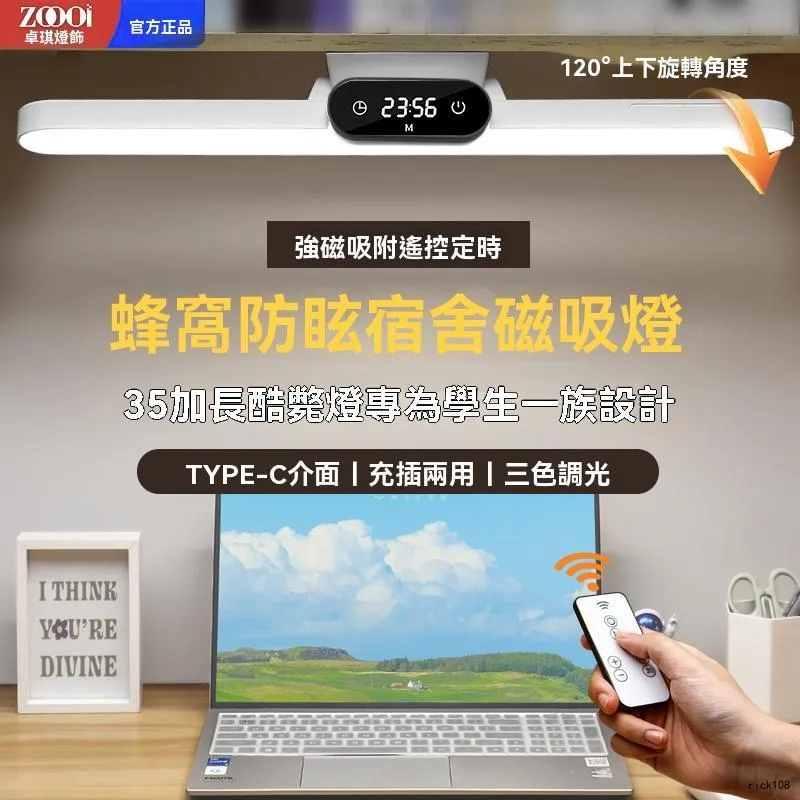 ZOOOi
卓琪燈飾
官方正品
120°上下旋轉角度
23:56
M
強磁吸附遙控定時
蜂窩防眩宿舍磁吸燈
35加長酷斃燈專為學生一族設計
TYPE-C介面 | 充插兩用 | 三色調光
I THINK
YOU'RE
DIVINE
rick108